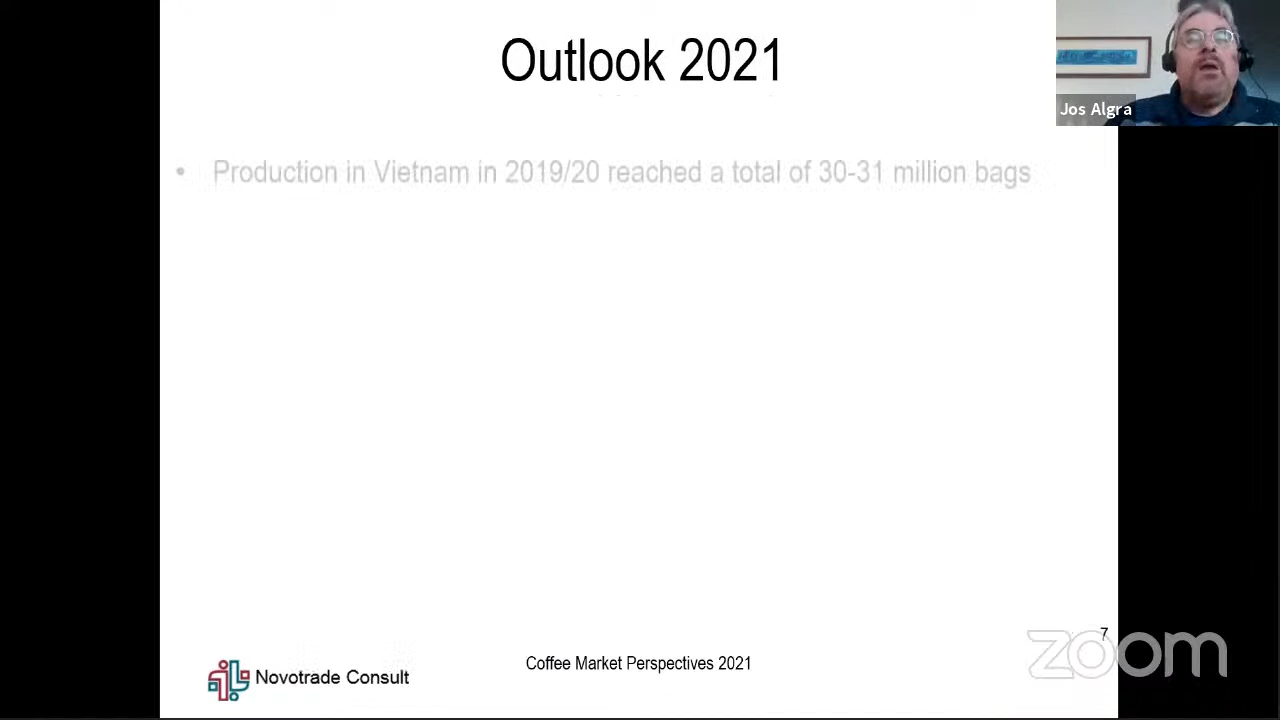 Outlook 2021
Jos Algra
• Production in Vietnam in 2019/20 reached a total of 30-31 million bags
7
Novotrade Consult
Coffee Market Perspectives 2021
zoom